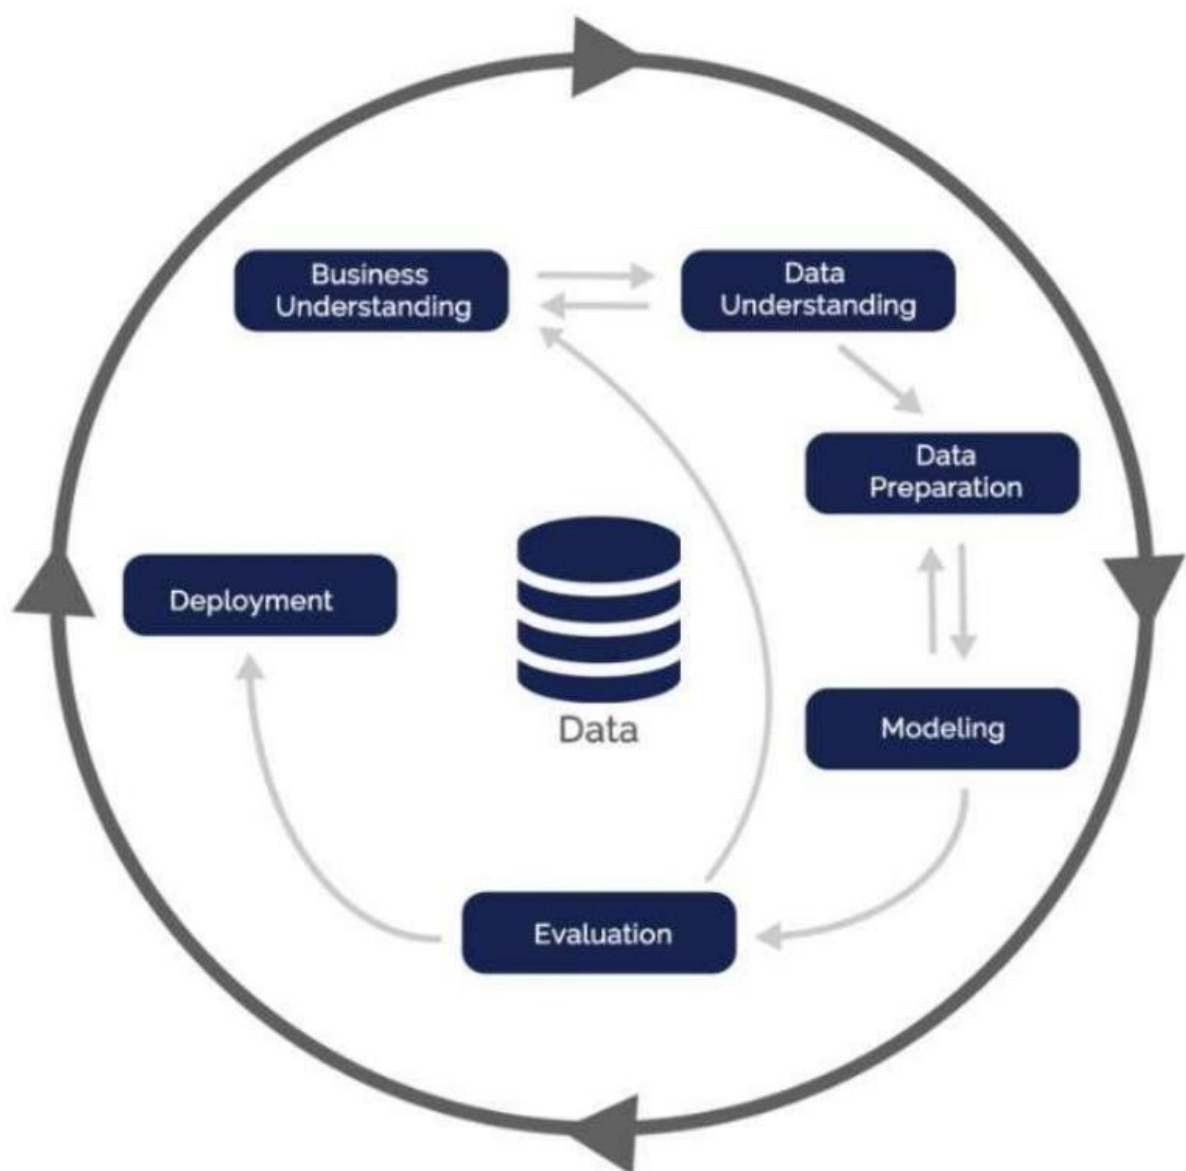 Business
Understanding
Data
Understanding
Data
Preparation
Deployment
Data
Modeling
Evaluation